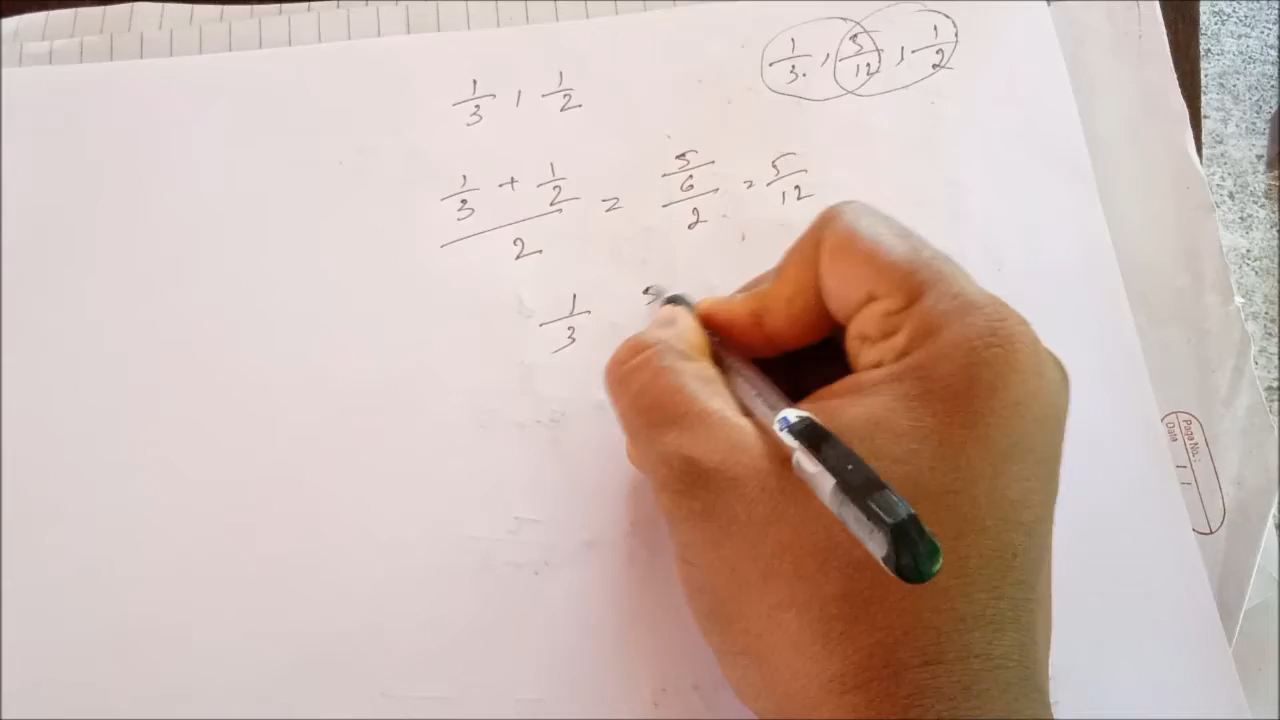 1/3, 5/12, 1/2
1/3, 1/2
(1/3 + 1/2)/2 = (5/6)/2 = 5/12
1/3 5
Page No.:
Date / /